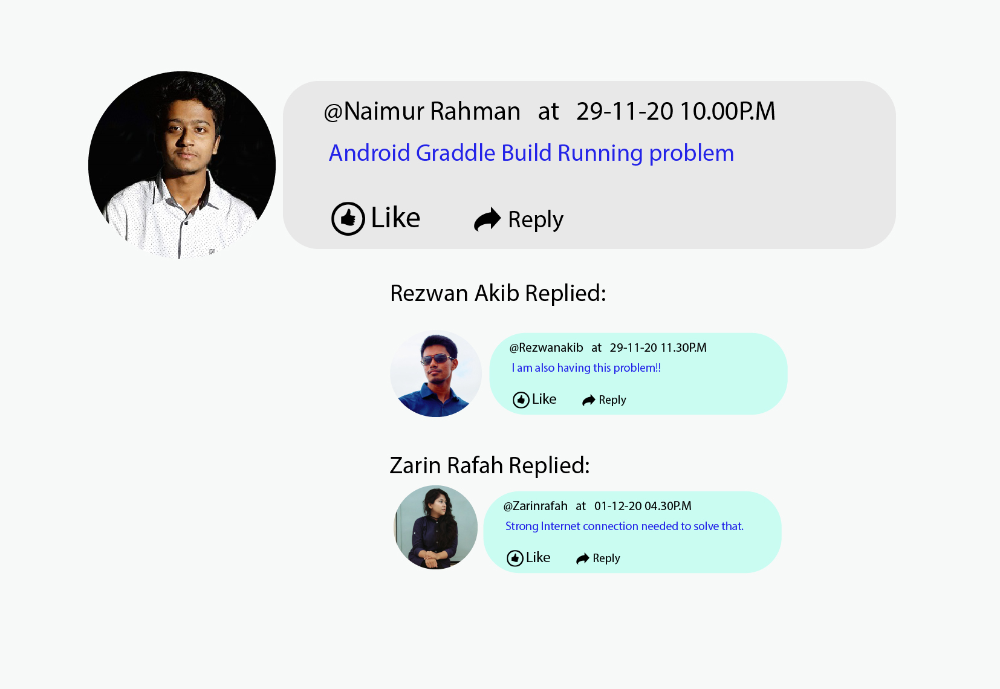 @Naimur Rahman at 29-11-20 10.00P.M
Android Graddle Build Running problem
Like Reply
Rezwan Akib Replied:
@Rezwanakib at 29-11-20 11.30P.M
I am also having this problem!!
Like Reply
Zarin Rafah Replied:
@Zarinrafah at 01-12-20 04.30P.M
Strong Internet connection needed to solve that.
Like Reply